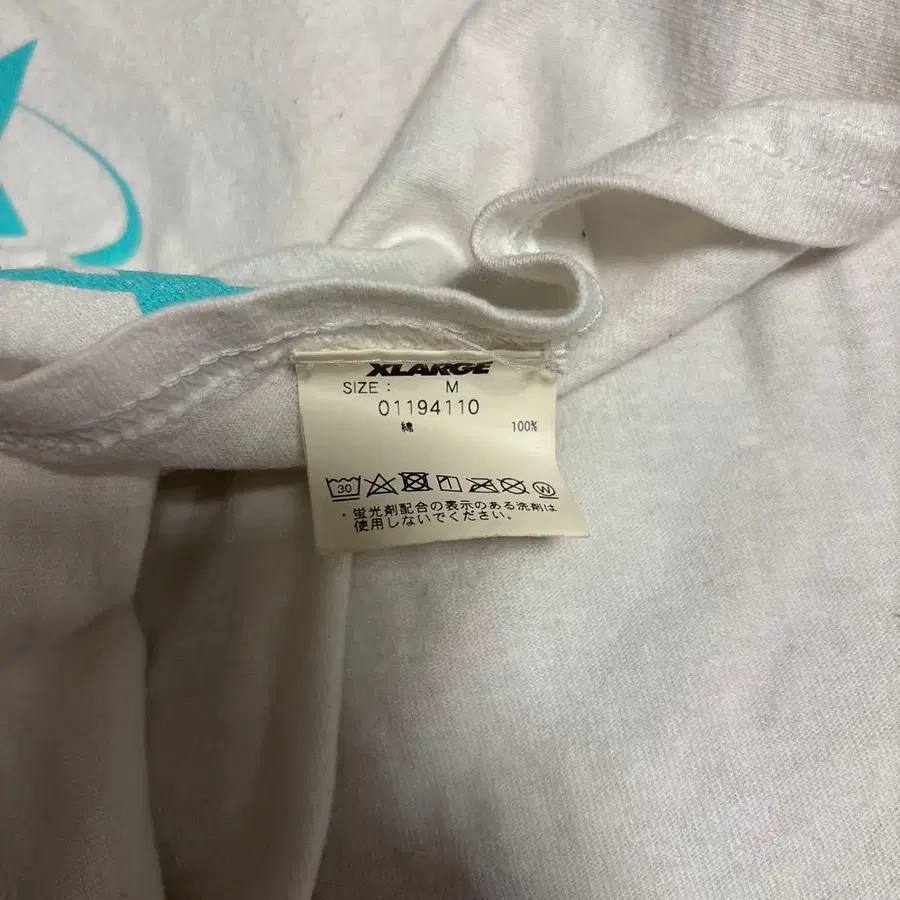 XLARGE
SIZE : M
01194110
綿 100%
30 W
・蛍光剤配合の表示のある洗剤は
使用しないでください。